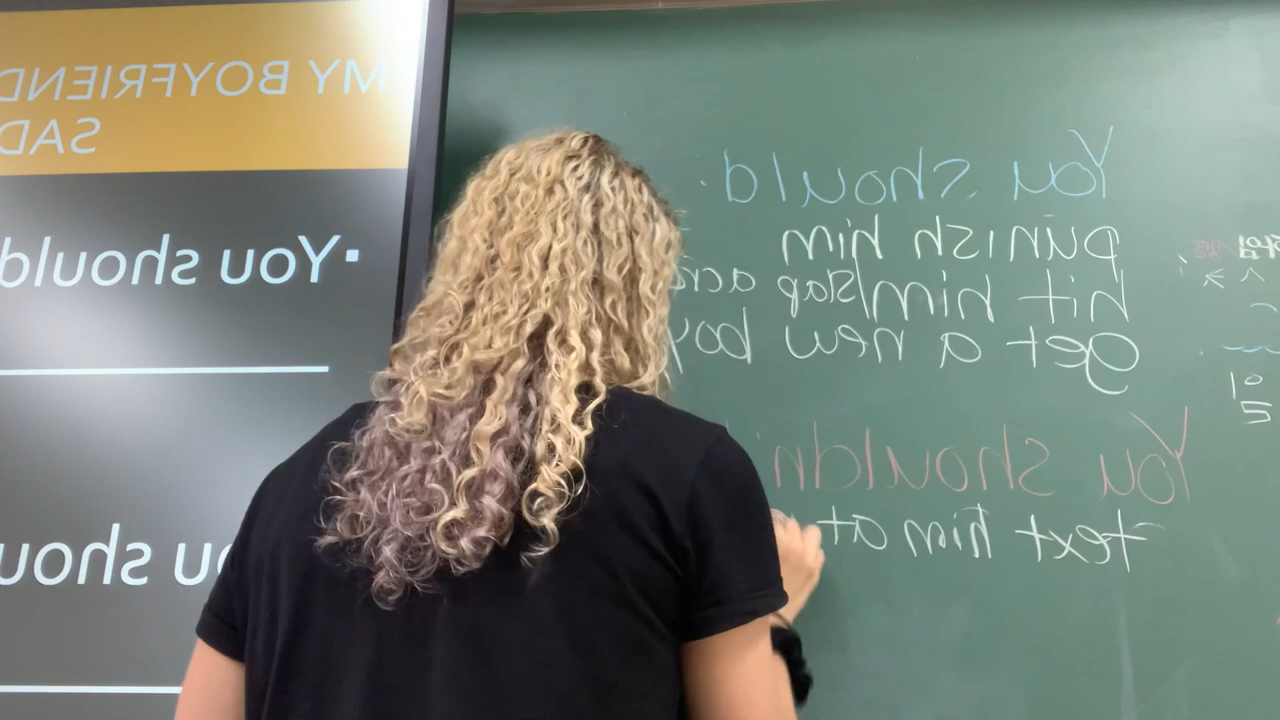 MY BOYFRIEND
SAD
·You should
You shou
You should
punish him
hit him/slap
get a new boy
You shouldn'
text him at